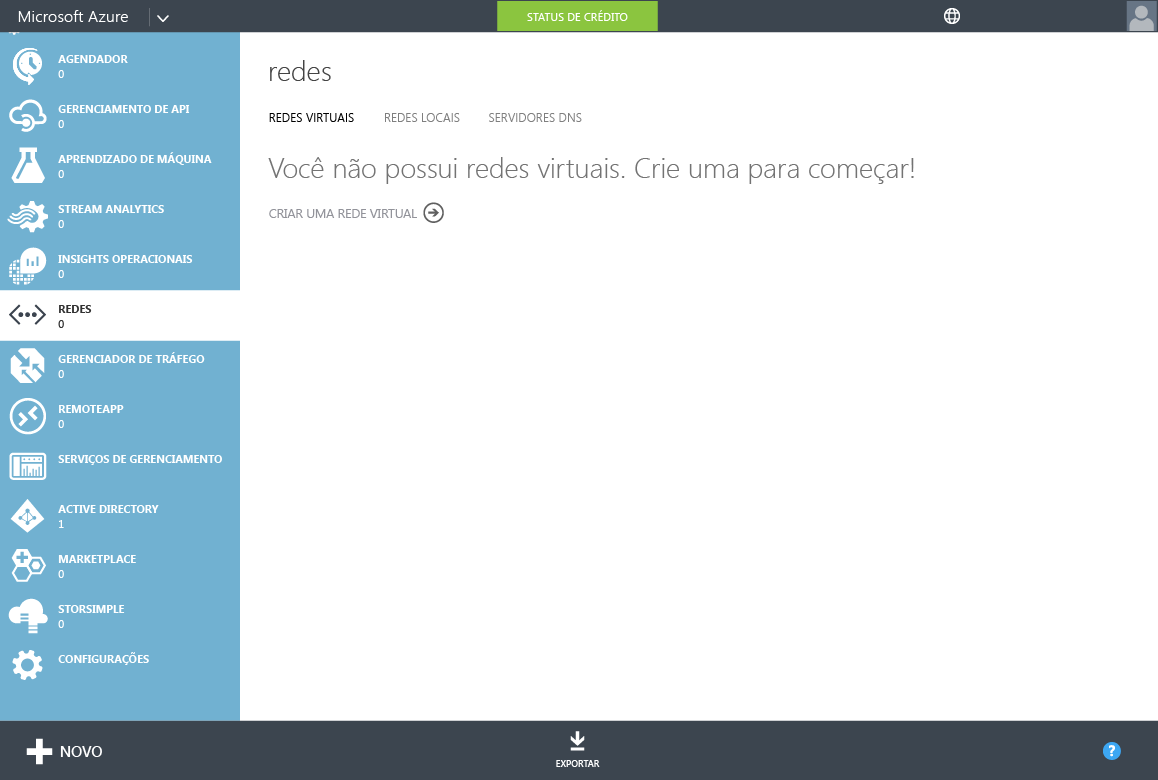 Microsoft Azure
STATUS DE CRÉDITO
AGENDADOR
0
GERENCIAMENTO DE API
0
APRENDIZADO DE MÁQUINA
0
STREAM ANALYTICS
0
INSIGHTS OPERACIONAIS
0
REDES
0
GERENCIADOR DE TRÁFEGO
0
REMOTEAPP
0
SERVIÇOS DE GERENCIAMENTO
ACTIVE DIRECTORY
1
MARKETPLACE
0
STORSIMPLE
0
CONFIGURAÇÕES
redes
REDES VIRTUAIS REDES LOCAIS SERVIDORES DNS
Você não possui redes virtuais. Crie uma para começar!
CRIAR UMA REDE VIRTUAL
NOVO
EXPORTAR
?